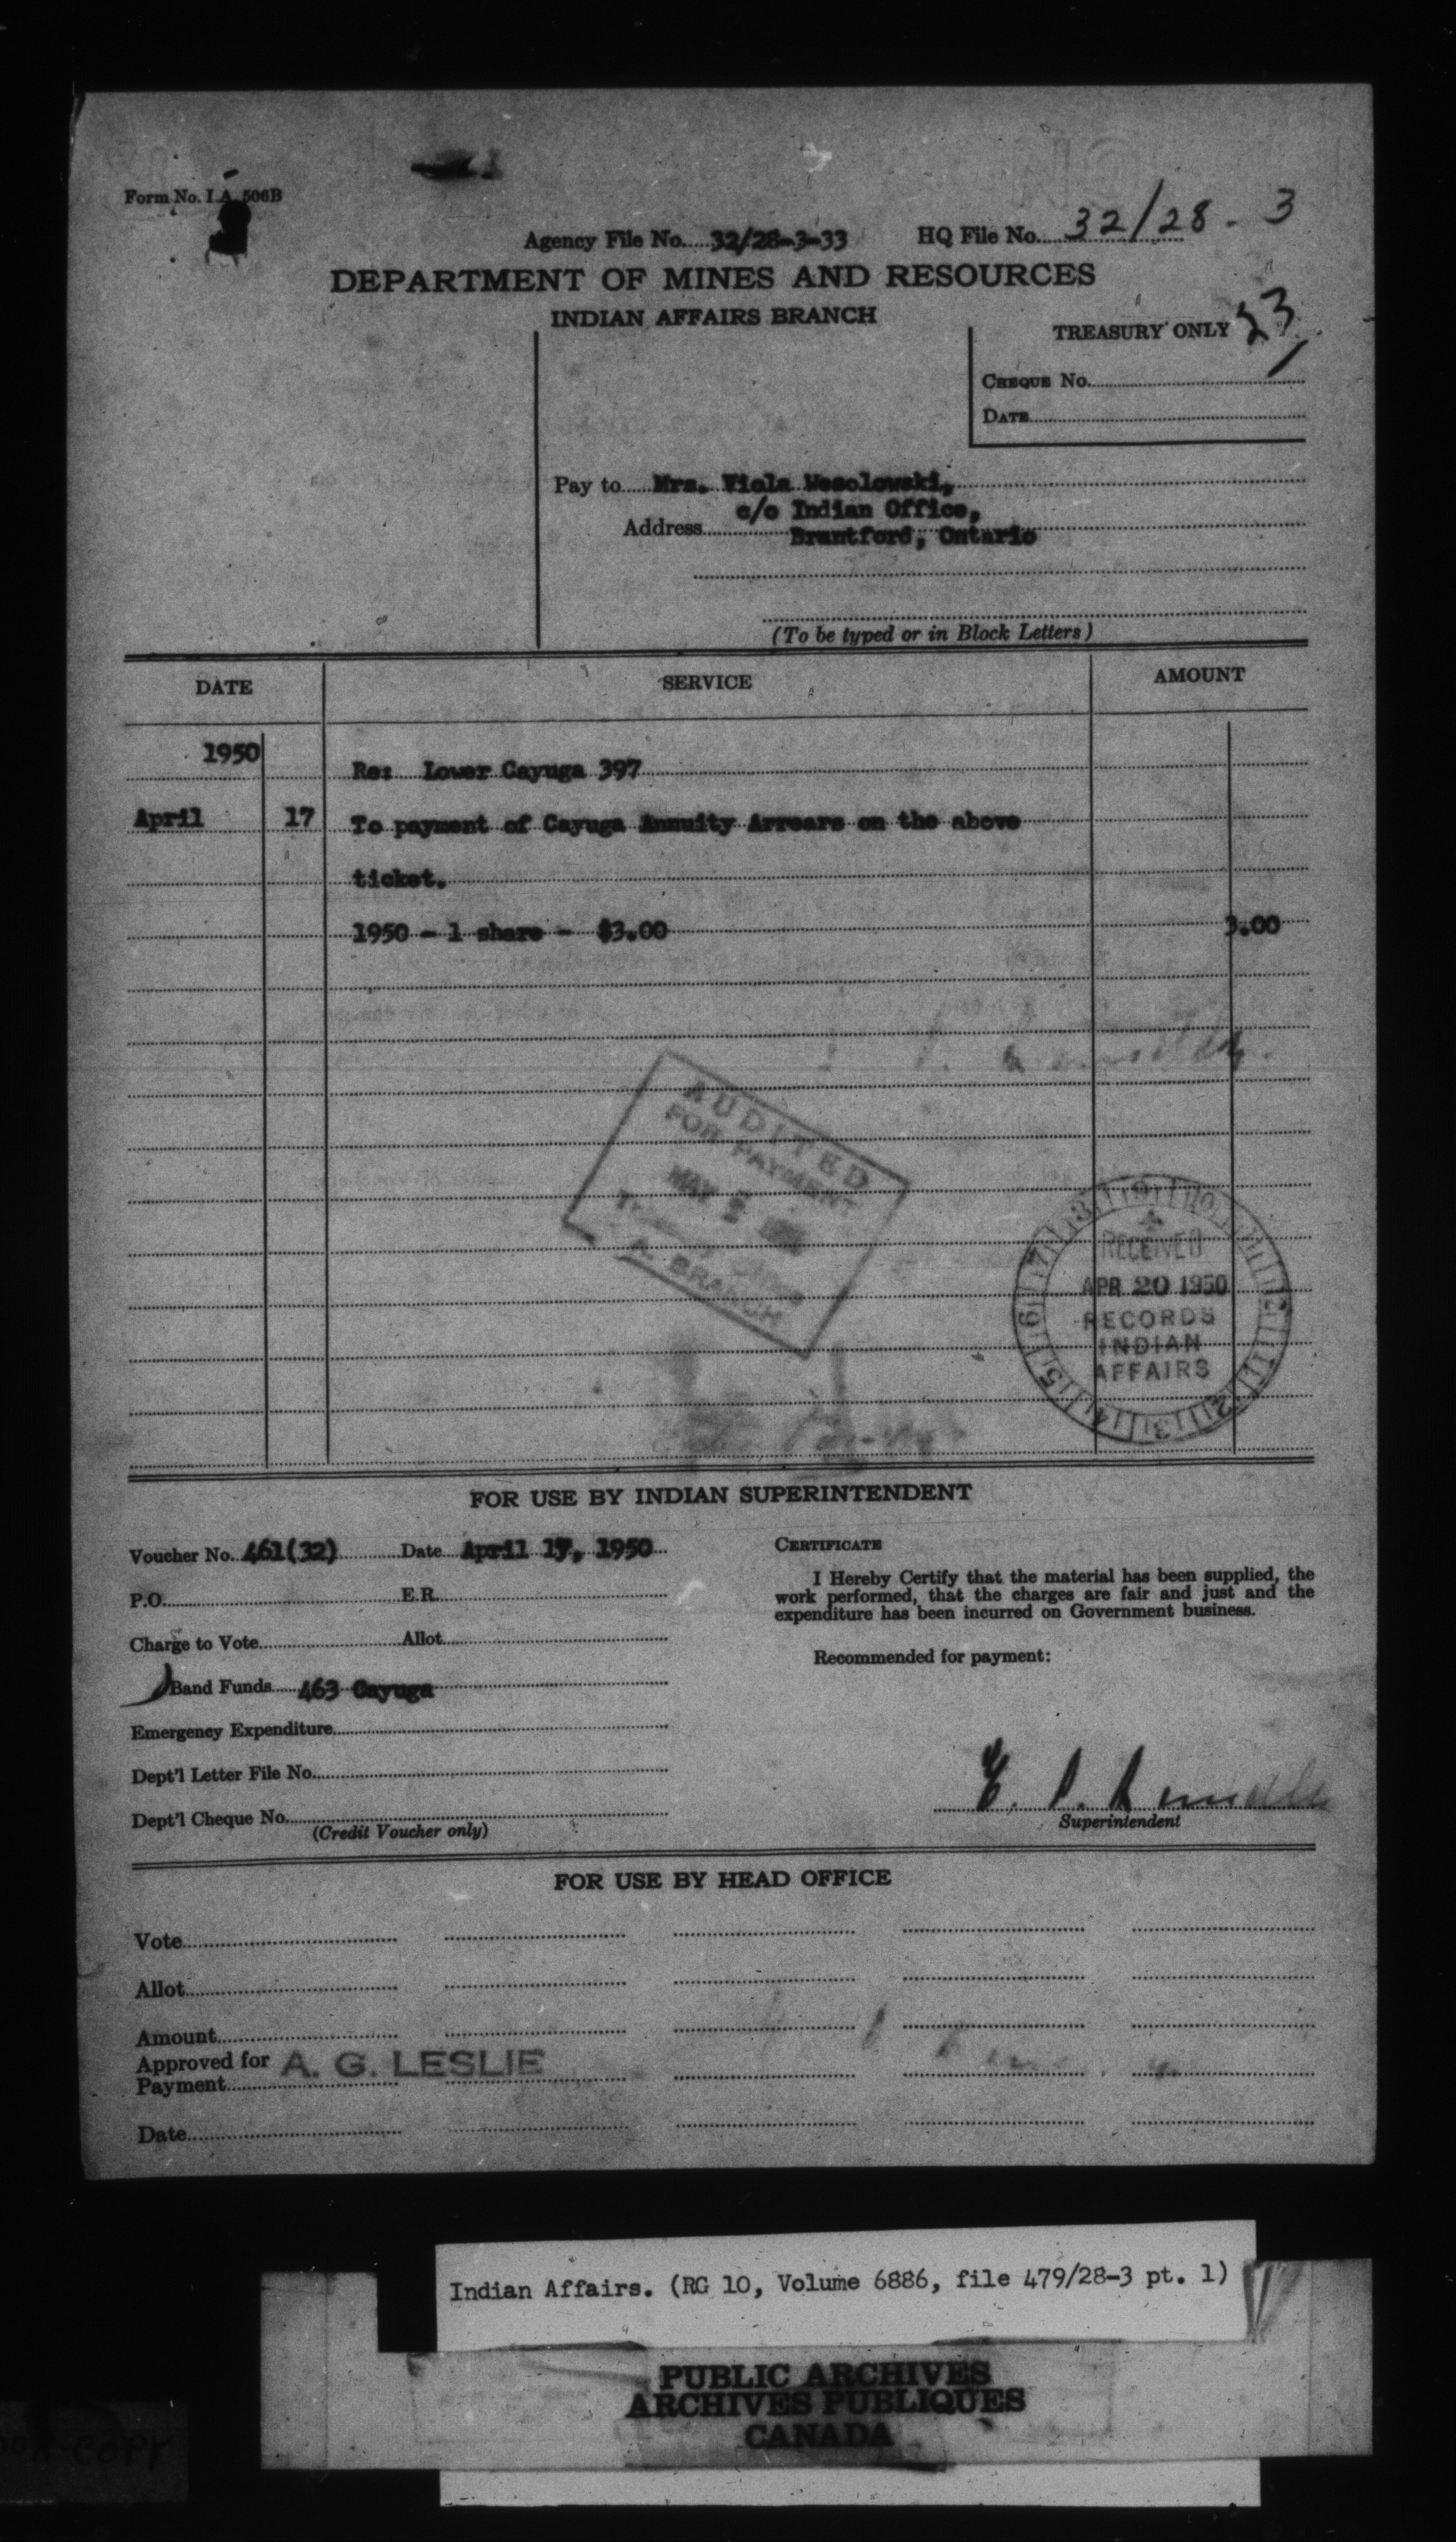 Form No. I.A. 506B
Agency File No. 32/28-3-33 HQ File No. 32/28-3
DEPARTMENT OF MINES AND RESOURCES
INDIAN AFFAIRS BRANCH
TREASURY ONLY
CHEQUE No.
DATE
Pay to Mrs. Viola Wesolowski,
c/o Indian Office,
Address Brantford, Ontario
(To be typed or in Block Letters)
DATE SERVICE AMOUNT
1950
Re: Lower Cayuga 397
April 17 To payment of Cayuga Annuity Arrears on the above
ticket.
1950 - 1 share - $3.00 3.00
AUDITED
FOR PAYMENT
MAY 2
BRANCH
RECEIVED
APR 20 1950
RECORDS
INDIAN
AFFAIRS
FOR USE BY INDIAN SUPERINTENDENT
Voucher No. 461(32) Date April 17, 1950
P.O. E.R.
Charge to Vote Allot
Band Funds 463 Cayuga
Emergency Expenditure
Dept'l Letter File No.
Dept'l Cheque No.
(Credit Voucher only)
CERTIFICATE
I Hereby Certify that the material has been supplied, the
work performed, that the charges are fair and just and the
expenditure has been incurred on Government business.
Recommended for payment:
Superintendent
FOR USE BY HEAD OFFICE
Vote
Allot
Amount
Approved for
Payment A. G. LESLIE
Date
Indian Affairs. (RG 10, Volume 6886, file 479/28-3 pt. 1)
PUBLIC ARCHIVES
ARCHIVES PUBLIQUES
CANADA
COPY